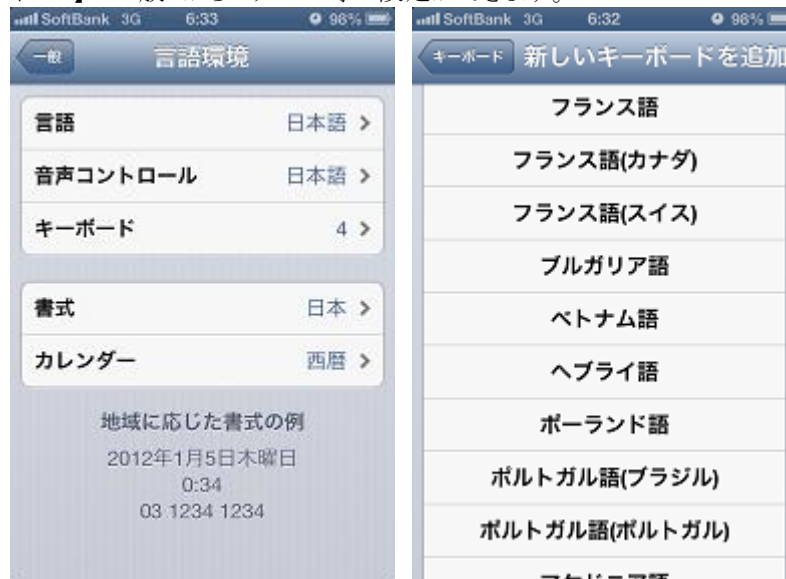 SoftBank 3G 6:33 98%
一般 言語環境
言語 日本語
音声コントロール 日本語
キーボード 4
書式 日本
カレンダー 西暦
地域に応じた書式の例
2012年1月5日木曜日
0:34
03 1234 1234
SoftBank 3G 6:32 98%
キーボード 新しいキーボードを追加
フランス語
フランス語(カナダ)
フランス語(スイス)
ブルガリア語
ベトナム語
ヘブライ語
ポーランド語
ポルトガル語(ブラジル)
ポルトガル語(ポルトガル)